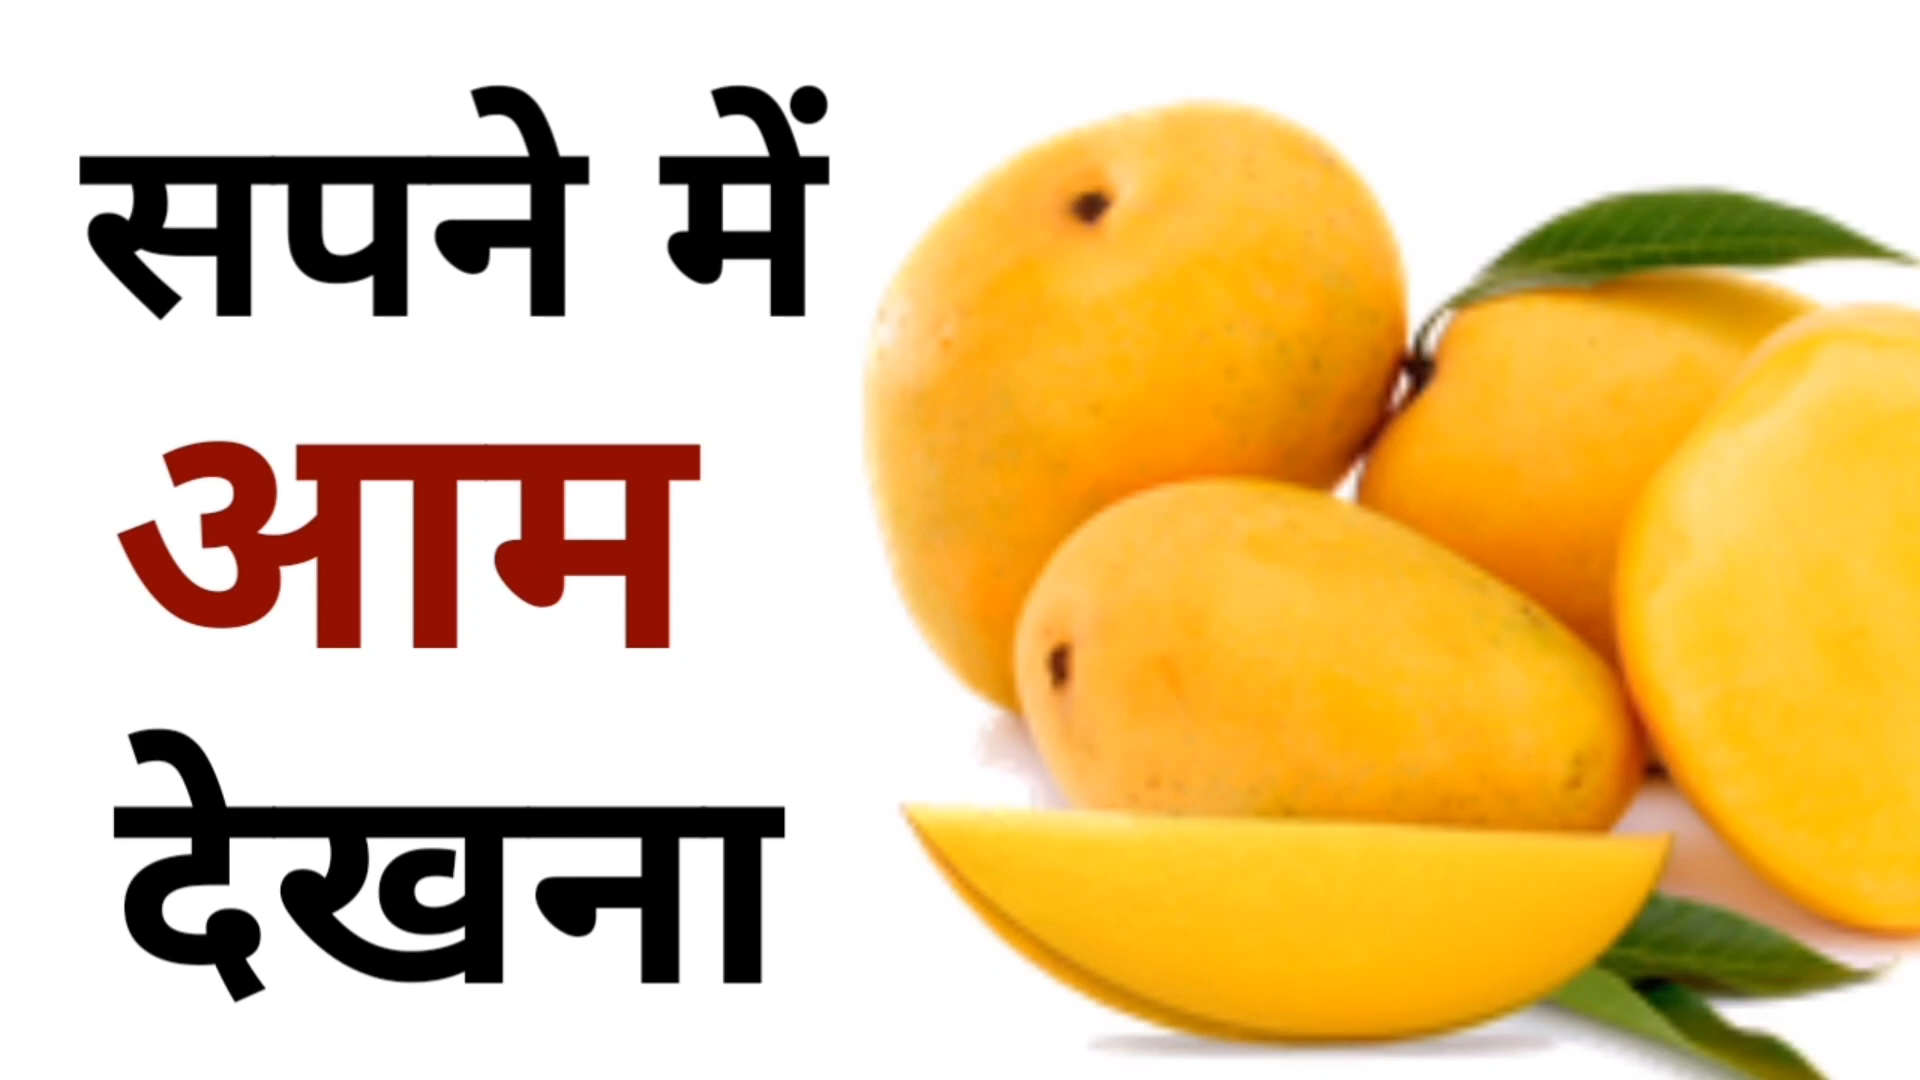 सपने में
आम
देखना